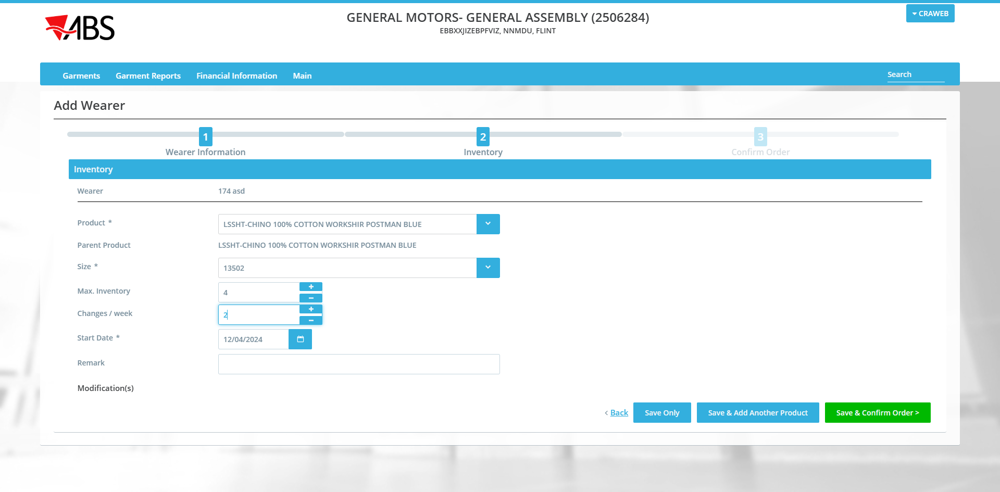 ABS
GENERAL MOTORS- GENERAL ASSEMBLY (2506284)
EBBXXJIZEBPFVIZ, NNMDU, FLINT
CRAWEB
Garments Garment Reports Financial Information Main Search
Add Wearer
1 2 3
Wearer Information Inventory Confirm Order
Inventory
Wearer 174 asd
Product * LSSHT-CHINO 100% COTTON WORKSHIR POSTMAN BLUE
Parent Product LSSHT-CHINO 100% COTTON WORKSHIR POSTMAN BLUE
Size * 13502
Max. Inventory 4
Changes / week 2
Start Date * 12/04/2024
Remark
Modification(s)
< Back Save Only Save & Add Another Product Save & Confirm Order >